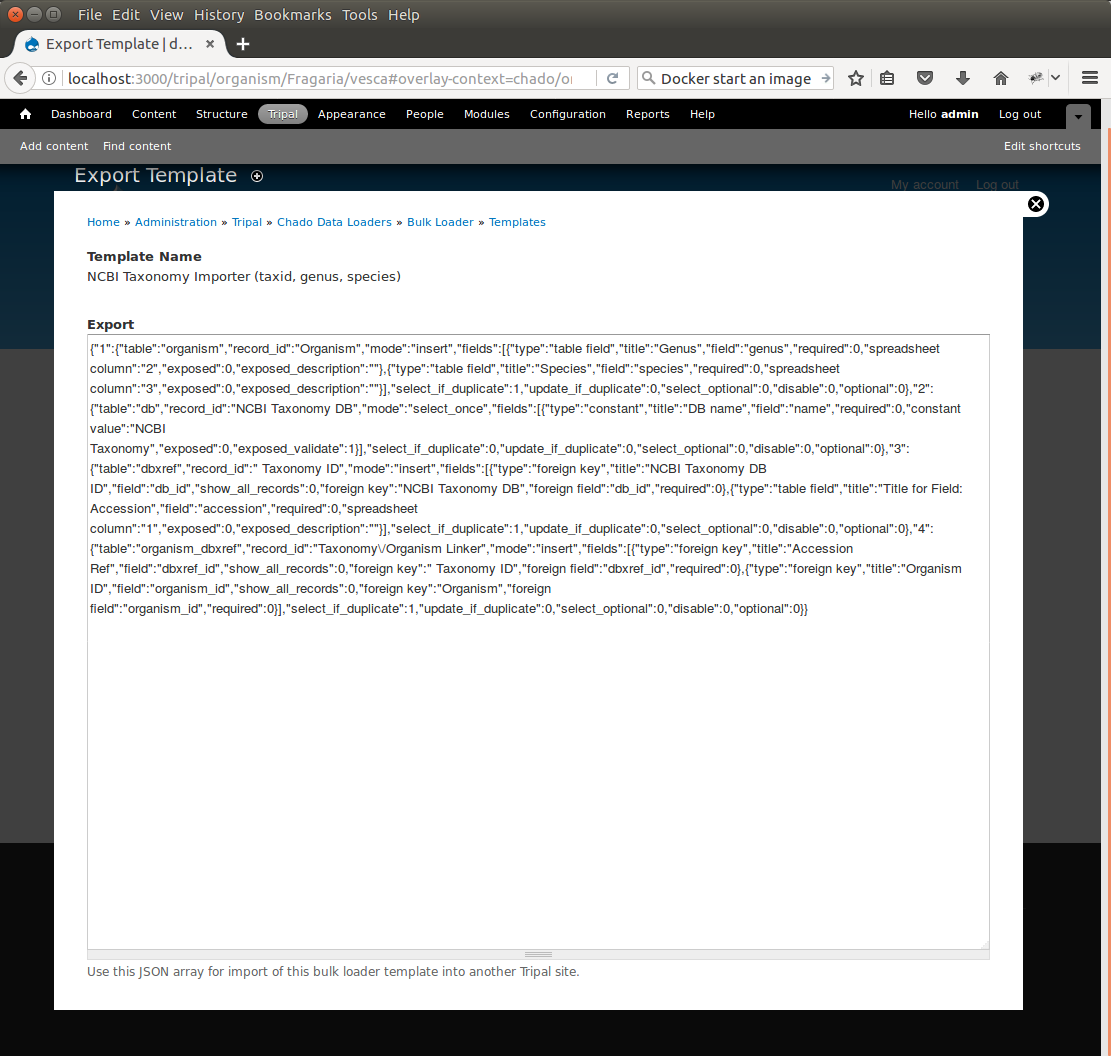 File Edit View History Bookmarks Tools Help
Export Template | d...
localhost:3000/tripal/organism/Fragaria/vesca#overlay-context=chado/o
Docker start an image
Dashboard Content Structure Tripal Appearance People Modules Configuration Reports Help Hello admin Log out
Add content Find content Edit shortcuts
Export Template
My account Log out
Home » Administration » Tripal » Chado Data Loaders » Bulk Loader » Templates
Template Name
NCBI Taxonomy Importer (taxid, genus, species)
Export
{"1":{"table":"organism","record_id":"Organism","mode":"insert","fields":[{"type":"table field","title":"Genus","field":"genus","required":0,"spreadsheet
column":"2","exposed":0,"exposed_description":""},{"type":"table field","title":"Species","field":"species","required":0,"spreadsheet
column":"3","exposed":0,"exposed_description":""}],"select_if_duplicate":1,"update_if_duplicate":0,"select_optional":0,"disable":0,"optional":0},"2":
{"table":"db","record_id":"NCBI Taxonomy DB","mode":"select_once","fields":[{"type":"constant","title":"DB name","field":"name","required":0,"constant
value":"NCBI
Taxonomy","exposed":0,"exposed_validate":1}],"select_if_duplicate":0,"update_if_duplicate":0,"select_optional":0,"disable":0,"optional":0},"3":
{"table":"dbxref","record_id":" Taxonomy ID","mode":"insert","fields":[{"type":"foreign key","title":"NCBI Taxonomy DB
ID","field":"db_id","show_all_records":0,"foreign key":"NCBI Taxonomy DB","foreign field":"db_id","required":0},{"type":"table field","title":"Title for Field:
Accession","field":"accession","required":0,"spreadsheet
column":"1","exposed":0,"exposed_description":""}],"select_if_duplicate":1,"update_if_duplicate":0,"select_optional":0,"disable":0,"optional":0},"4":
{"table":"organism_dbxref","record_id":"Taxonomy\/Organism Linker","mode":"insert","fields":[{"type":"foreign key","title":"Accession
Ref","field":"dbxref_id","show_all_records":0,"foreign key":" Taxonomy ID","foreign field":"dbxref_id","required":0},{"type":"foreign key","title":"Organism
ID","field":"organism_id","show_all_records":0,"foreign key":"Organism","foreign
field":"organism_id","required":0}],"select_if_duplicate":1,"update_if_duplicate":0,"select_optional":0,"disable":0,"optional":0}}
Use this JSON array for import of this bulk loader template into another Tripal site.